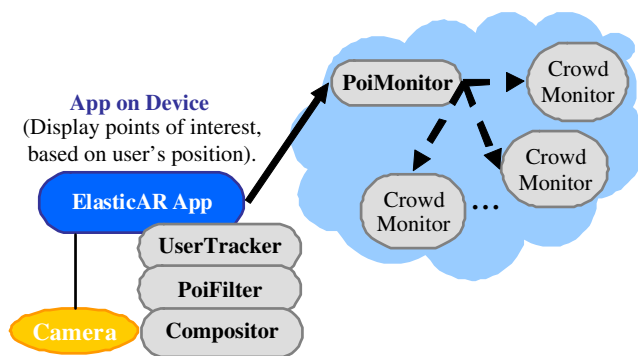 App on Device
(Display points of interest,
based on user's position).
ElasticAR App
UserTracker
PoiFilter
Compositor
Camera
PoiMonitor
Crowd
Monitor
Crowd
Monitor
Crowd
Monitor
...